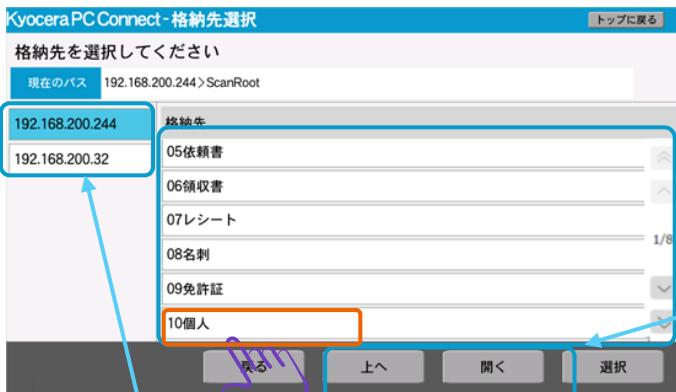 Kyocera PC Connect - 格納先選択
トップに戻る
格納先を選択してください
現在のパス 192.168.200.244>ScanRoot
192.168.200.244
192.168.200.32
格納先
05依頼書
06領収書
07レシート
08名刺
09免許証
10個人
1/8
戻る 上へ 開く 選択